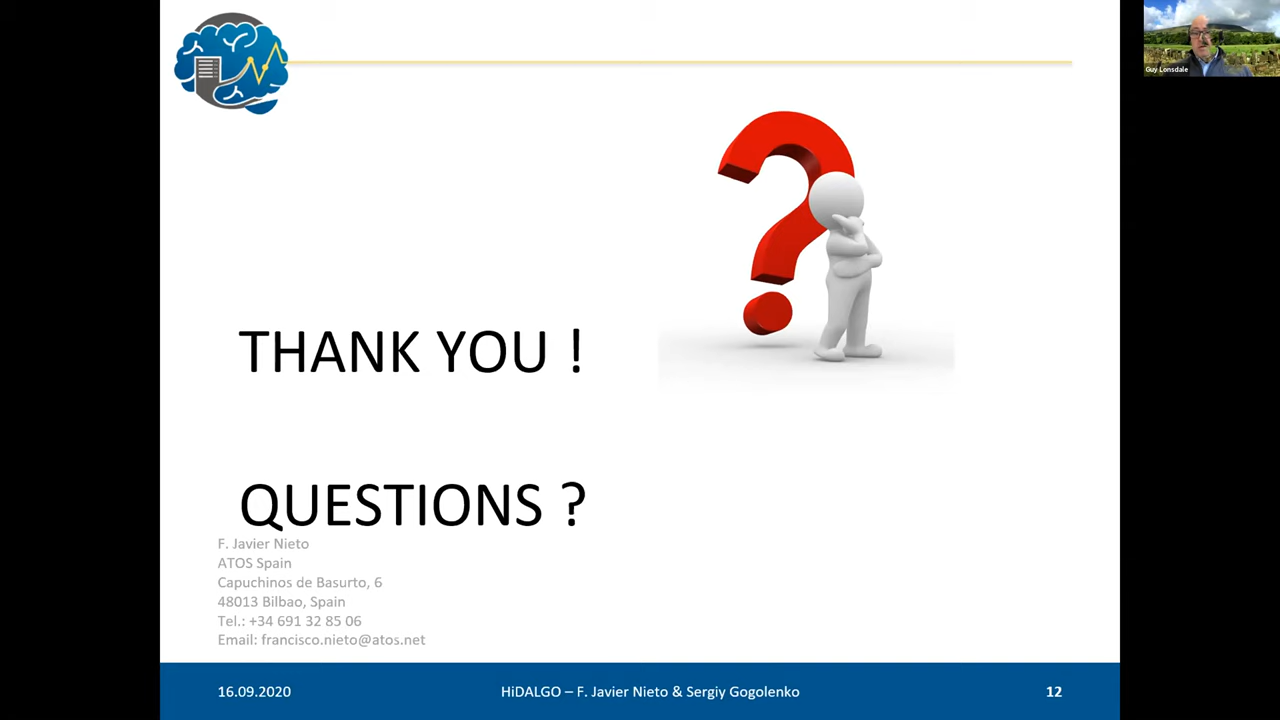 Guy Lonsdale
THANK YOU !
QUESTIONS ?
F. Javier Nieto
ATOS Spain
Capuchinos de Basurto, 6
48013 Bilbao, Spain
Tel.: +34 691 32 85 06
Email: francisco.nieto@atos.net
16.09.2020
HiDALGO – F. Javier Nieto & Sergiy Gogolenko
12